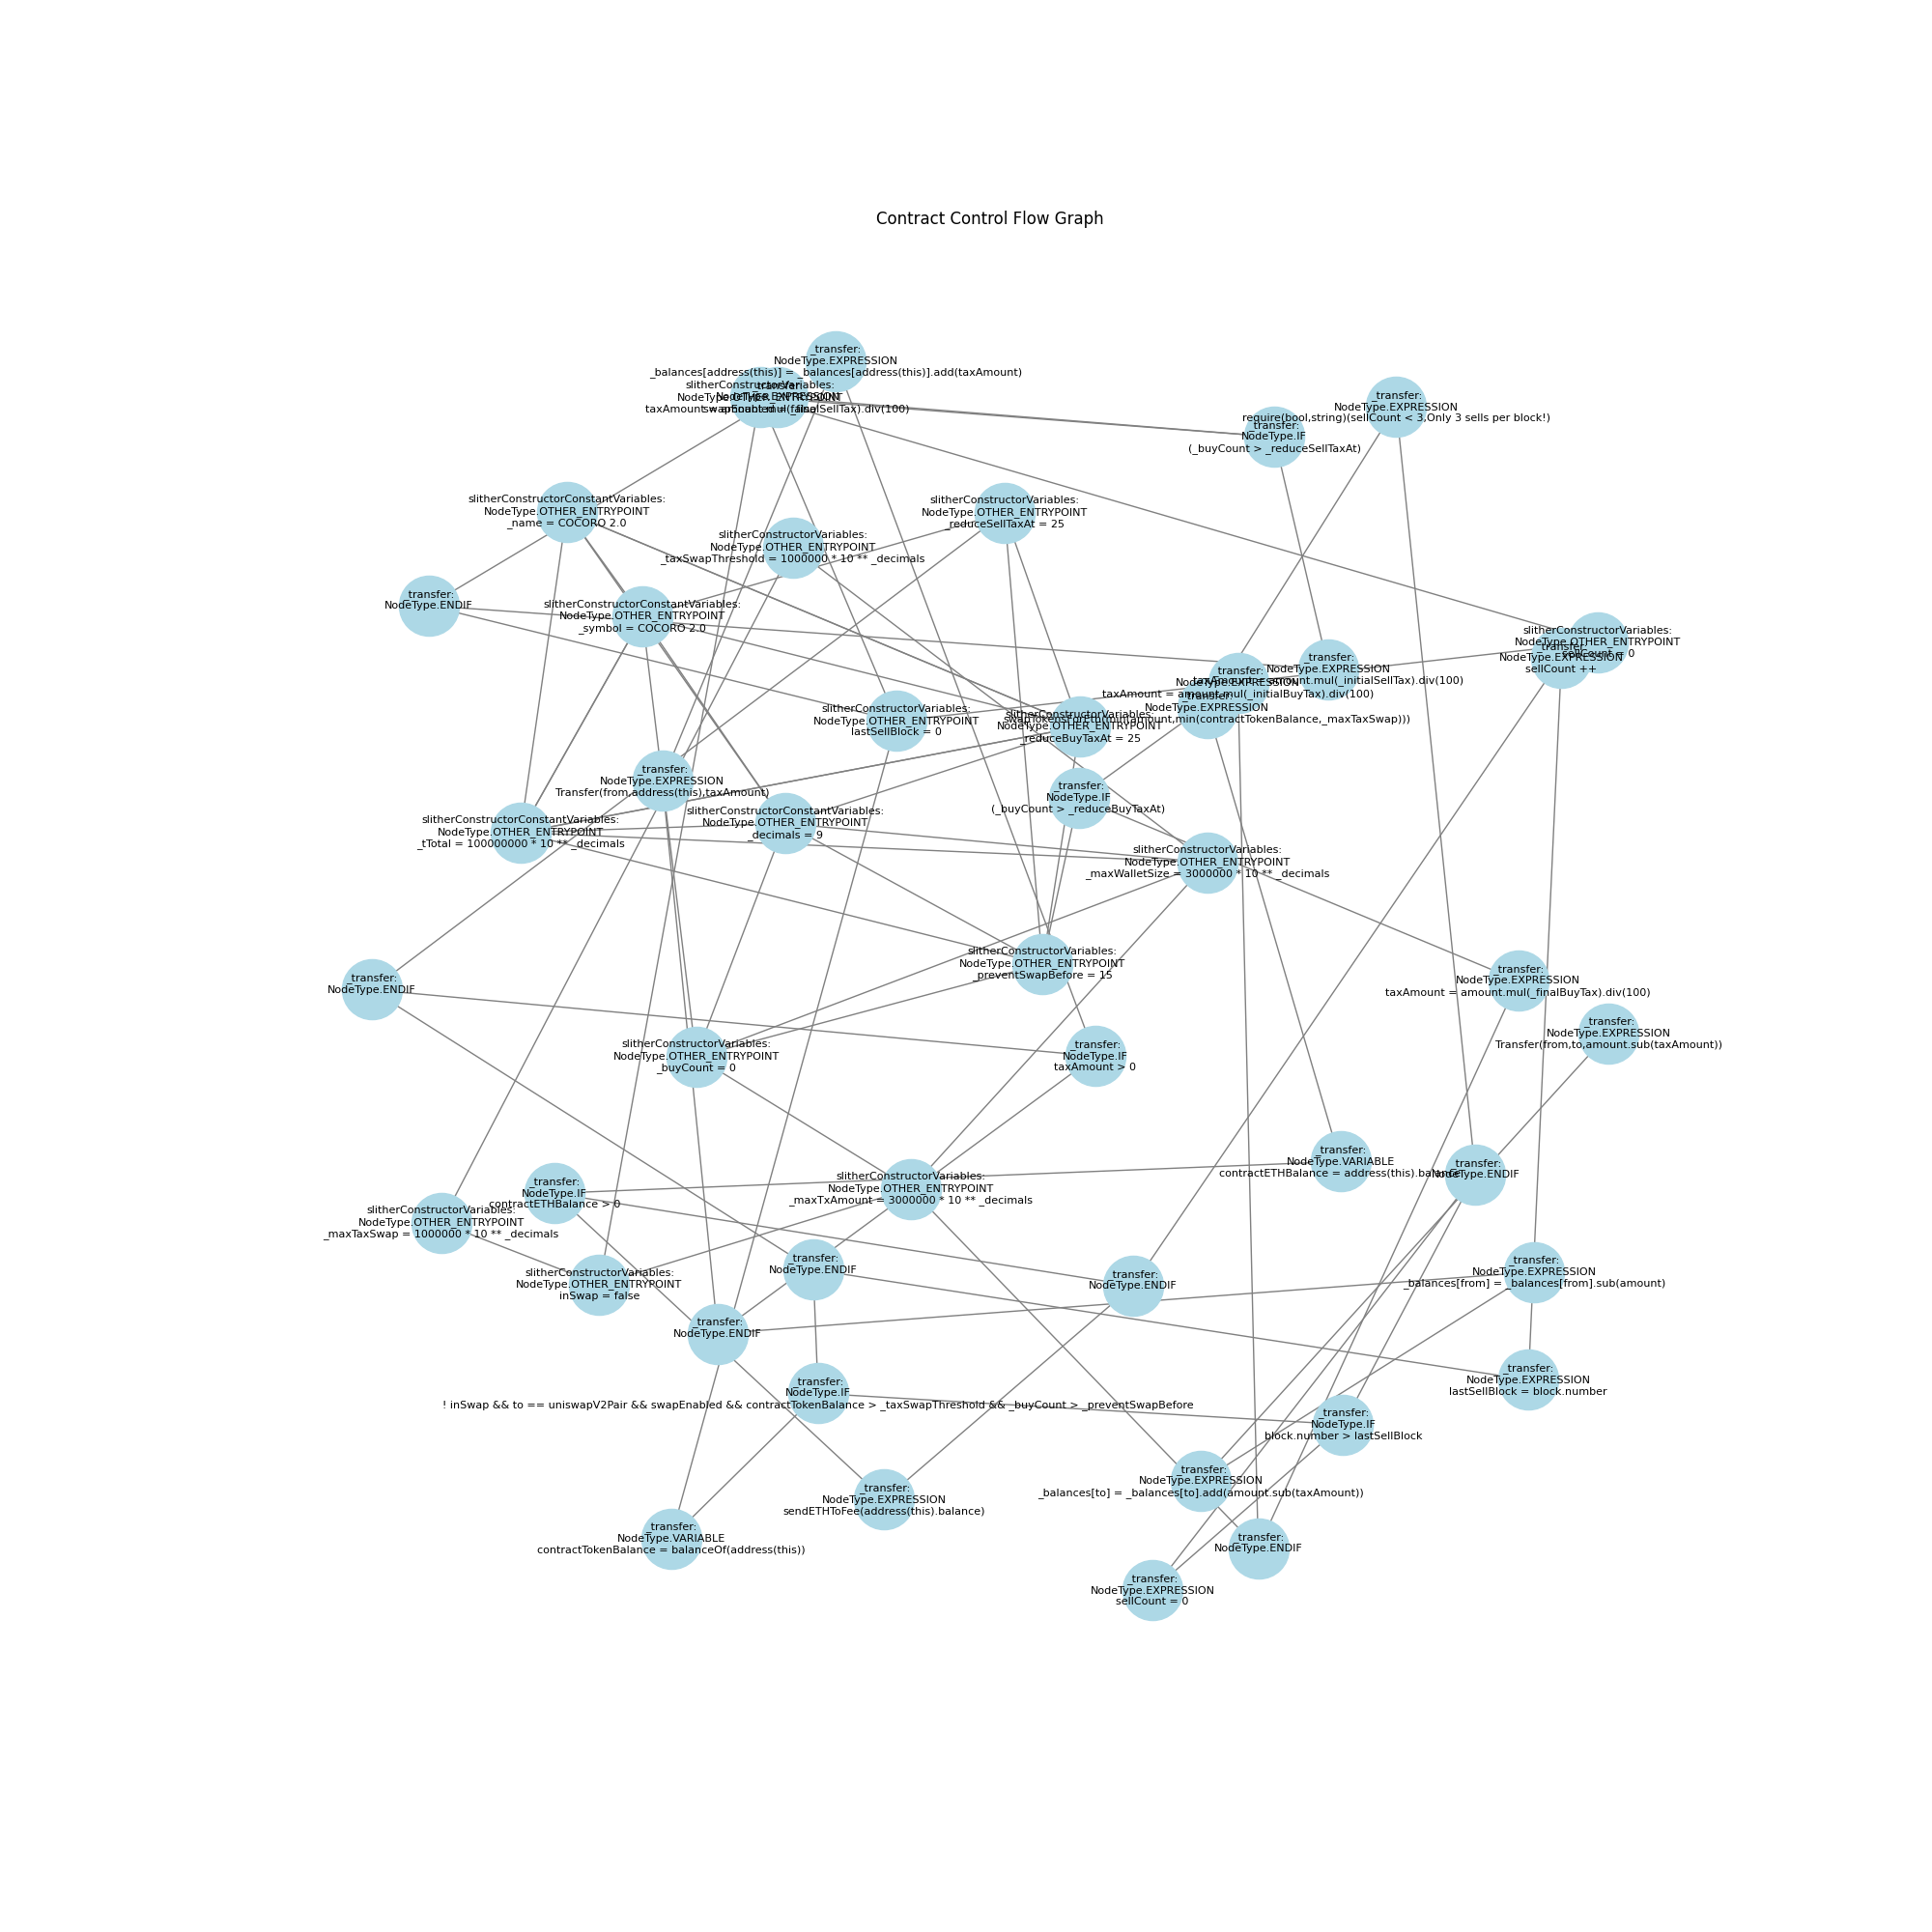 Contract Control Flow Graph
_transfer:
NodeType.EXPRESSION
_balances[address(this)] = _balances[address(this)].add(taxAmount)
slitherConstructorVariables:
NodeType.OTHER_ENTRYPOINT
swapEnabled = false
_transfer:
NodeType.EXPRESSION
taxAmount = amount.mul(_finalSellTax).div(100)
_transfer:
NodeType.EXPRESSION
require(bool,string)(sellCount < 3,Only 3 sells per block!)
_transfer:
NodeType.IF
(_buyCount > _reduceSellTaxAt)
slitherConstructorConstantVariables:
NodeType.OTHER_ENTRYPOINT
_name = COCORO 2.0
slitherConstructorVariables:
NodeType.OTHER_ENTRYPOINT
_reduceSellTaxAt = 25
slitherConstructorVariables:
NodeType.OTHER_ENTRYPOINT
_taxSwapThreshold = 1000000 * 10 ** _decimals
_transfer:
NodeType.ENDIF
slitherConstructorConstantVariables:
NodeType.OTHER_ENTRYPOINT
_symbol = COCORO 2.0
slitherConstructorVariables:
NodeType.OTHER_ENTRYPOINT
sellCount = 0
_transfer:
NodeType.EXPRESSION
sellCount ++
_transfer:
NodeType.EXPRESSION
taxAmount = amount.mul(_initialSellTax).div(100)
_transfer:
NodeType.EXPRESSION
taxAmount = amount.mul(_initialBuyTax).div(100)
_transfer:
NodeType.EXPRESSION
swapTokensForEth(min(amount,min(contractTokenBalance,_maxTaxSwap)))
slitherConstructorVariables:
NodeType.OTHER_ENTRYPOINT
lastSellBlock = 0
slitherConstructorVariables:
NodeType.OTHER_ENTRYPOINT
_reduceBuyTaxAt = 25
_transfer:
NodeType.EXPRESSION
Transfer(from,address(this),taxAmount)
_transfer:
NodeType.IF
(_buyCount > _reduceBuyTaxAt)
slitherConstructorConstantVariables:
NodeType.OTHER_ENTRYPOINT
_tTotal = 100000000 * 10 ** _decimals
slitherConstructorConstantVariables:
NodeType.OTHER_ENTRYPOINT
_decimals = 9
slitherConstructorVariables:
NodeType.OTHER_ENTRYPOINT
_maxWalletSize = 3000000 * 10 ** _decimals
slitherConstructorVariables:
NodeType.OTHER_ENTRYPOINT
_preventSwapBefore = 15
_transfer:
NodeType.ENDIF
_transfer:
NodeType.EXPRESSION
taxAmount = amount.mul(_finalBuyTax).div(100)
_transfer:
NodeType.EXPRESSION
Transfer(from,to,amount.sub(taxAmount))
slitherConstructorVariables:
NodeType.OTHER_ENTRYPOINT
_buyCount = 0
_transfer:
NodeType.IF
taxAmount > 0
_transfer:
NodeType.VARIABLE
contractETHBalance = address(this).balance
_transfer:
NodeType.ENDIF
_transfer:
NodeType.IF
contractETHBalance > 0
slitherConstructorVariables:
NodeType.OTHER_ENTRYPOINT
_maxTxAmount = 3000000 * 10 ** _decimals
slitherConstructorVariables:
NodeType.OTHER_ENTRYPOINT
_maxTaxSwap = 1000000 * 10 ** _decimals
slitherConstructorVariables:
NodeType.OTHER_ENTRYPOINT
inSwap = false
_transfer:
NodeType.ENDIF
_transfer:
NodeType.ENDIF
_transfer:
NodeType.EXPRESSION
_balances[from] = _balances[from].sub(amount)
_transfer:
NodeType.ENDIF
_transfer:
NodeType.IF
! inSwap && to == uniswapV2Pair && swapEnabled && contractTokenBalance > _taxSwapThreshold && _buyCount > _preventSwapBefore
_transfer:
NodeType.EXPRESSION
lastSellBlock = block.number
_transfer:
NodeType.IF
block.number > lastSellBlock
_transfer:
NodeType.EXPRESSION
_balances[to] = _balances[to].add(amount.sub(taxAmount))
_transfer:
NodeType.EXPRESSION
sendETHToFee(address(this).balance)
_transfer:
NodeType.VARIABLE
contractTokenBalance = balanceOf(address(this))
_transfer:
NodeType.ENDIF
_transfer:
NodeType.EXPRESSION
sellCount = 0